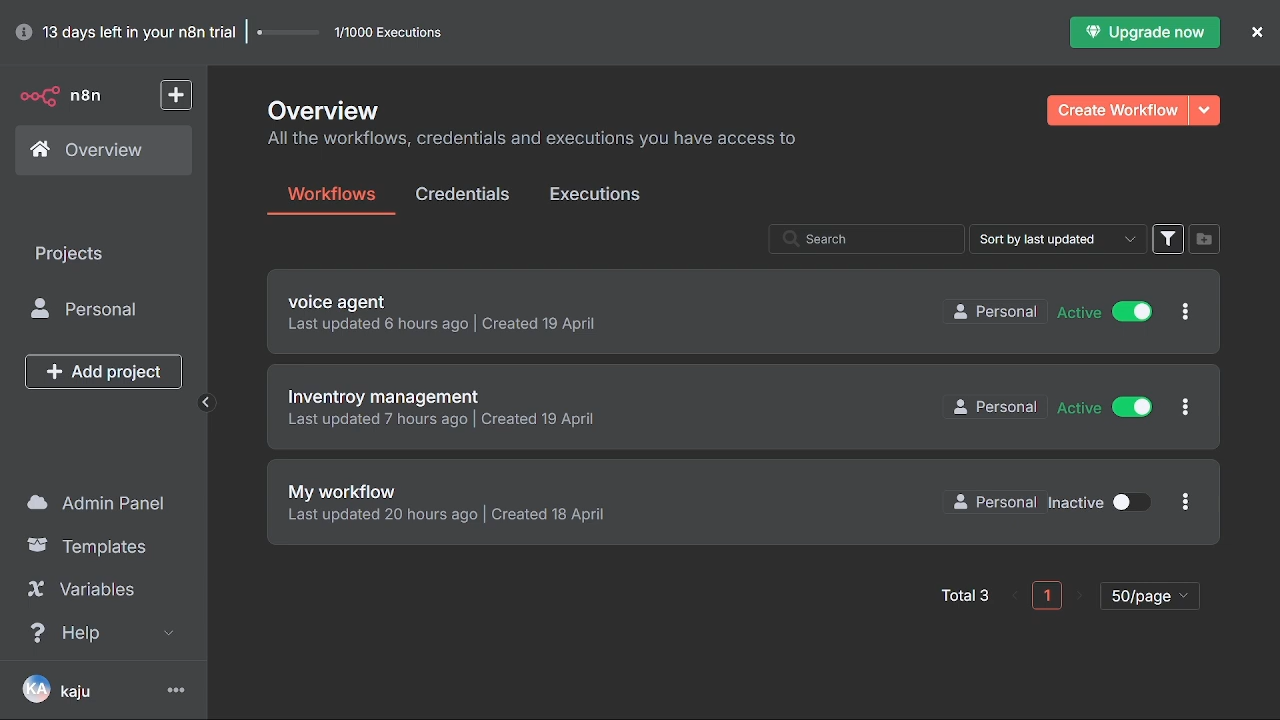 13 days left in your n8n trial
1/1000 Executions
Upgrade now
n8n
Overview
Projects
Personal
Add project
Admin Panel
Templates
Variables
Help
KA
kaju
Overview
Create Workflow
All the workflows, credentials and executions you have access to
Workflows
Credentials
Executions
Search
Sort by last updated
voice agent
Last updated 6 hours ago | Created 19 April
Personal
Active
Inventroy management
Last updated 7 hours ago | Created 19 April
Personal
Active
My workflow
Last updated 20 hours ago | Created 18 April
Personal
Inactive
Total 3
1
50/page